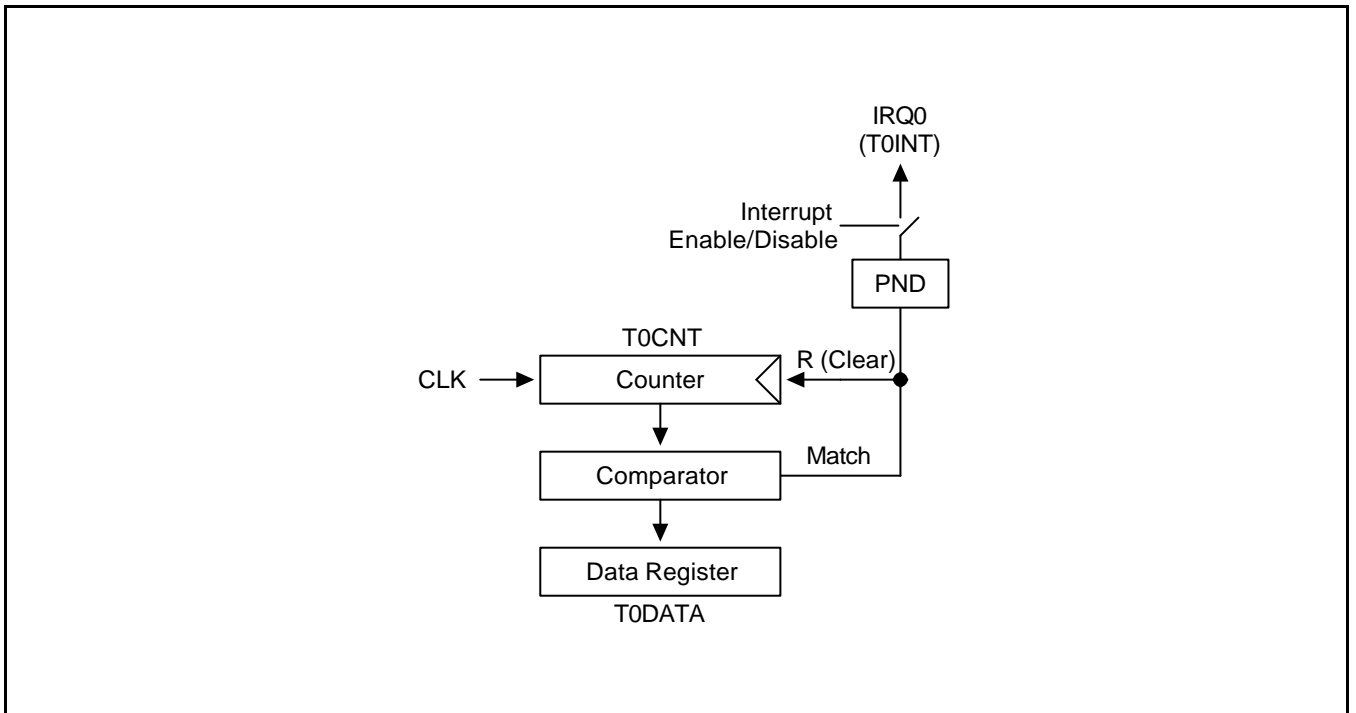 IRQ0
(T0INT)
Interrupt
Enable/Disable
PND
T0CNT
R (Clear)
CLK
Counter
Match
Comparator
Data Register
T0DATA